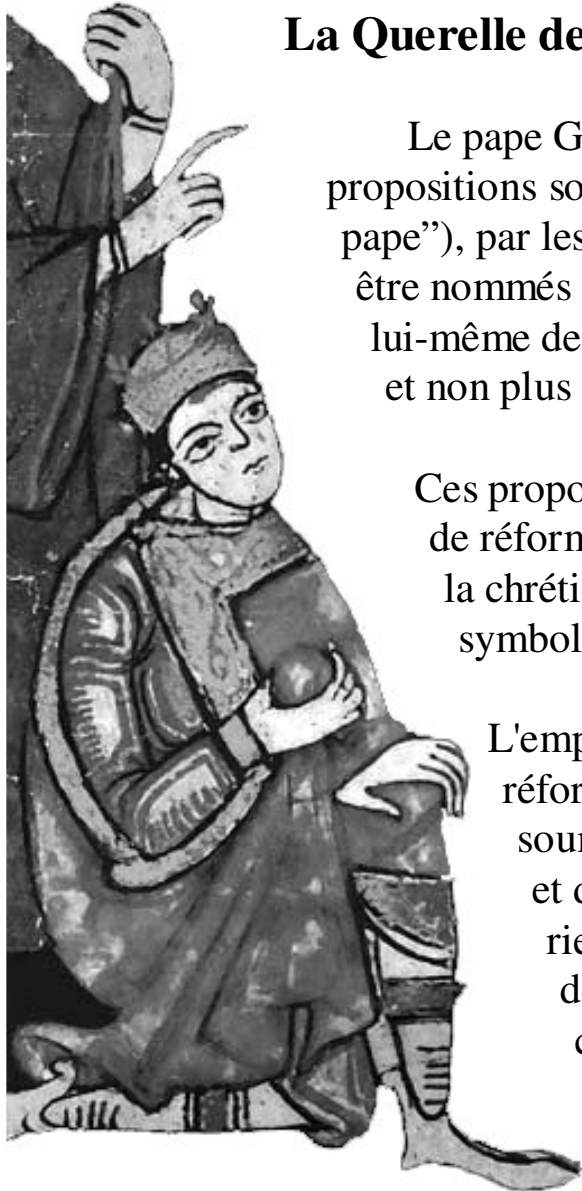 La Querelle de
Le pape G
propositions so
pape”), par les
être nommés
lui-même de
et non plus
Ces propo
de réform
la chréti
symbol
L'emp
réfor
sour
et d
rie
d